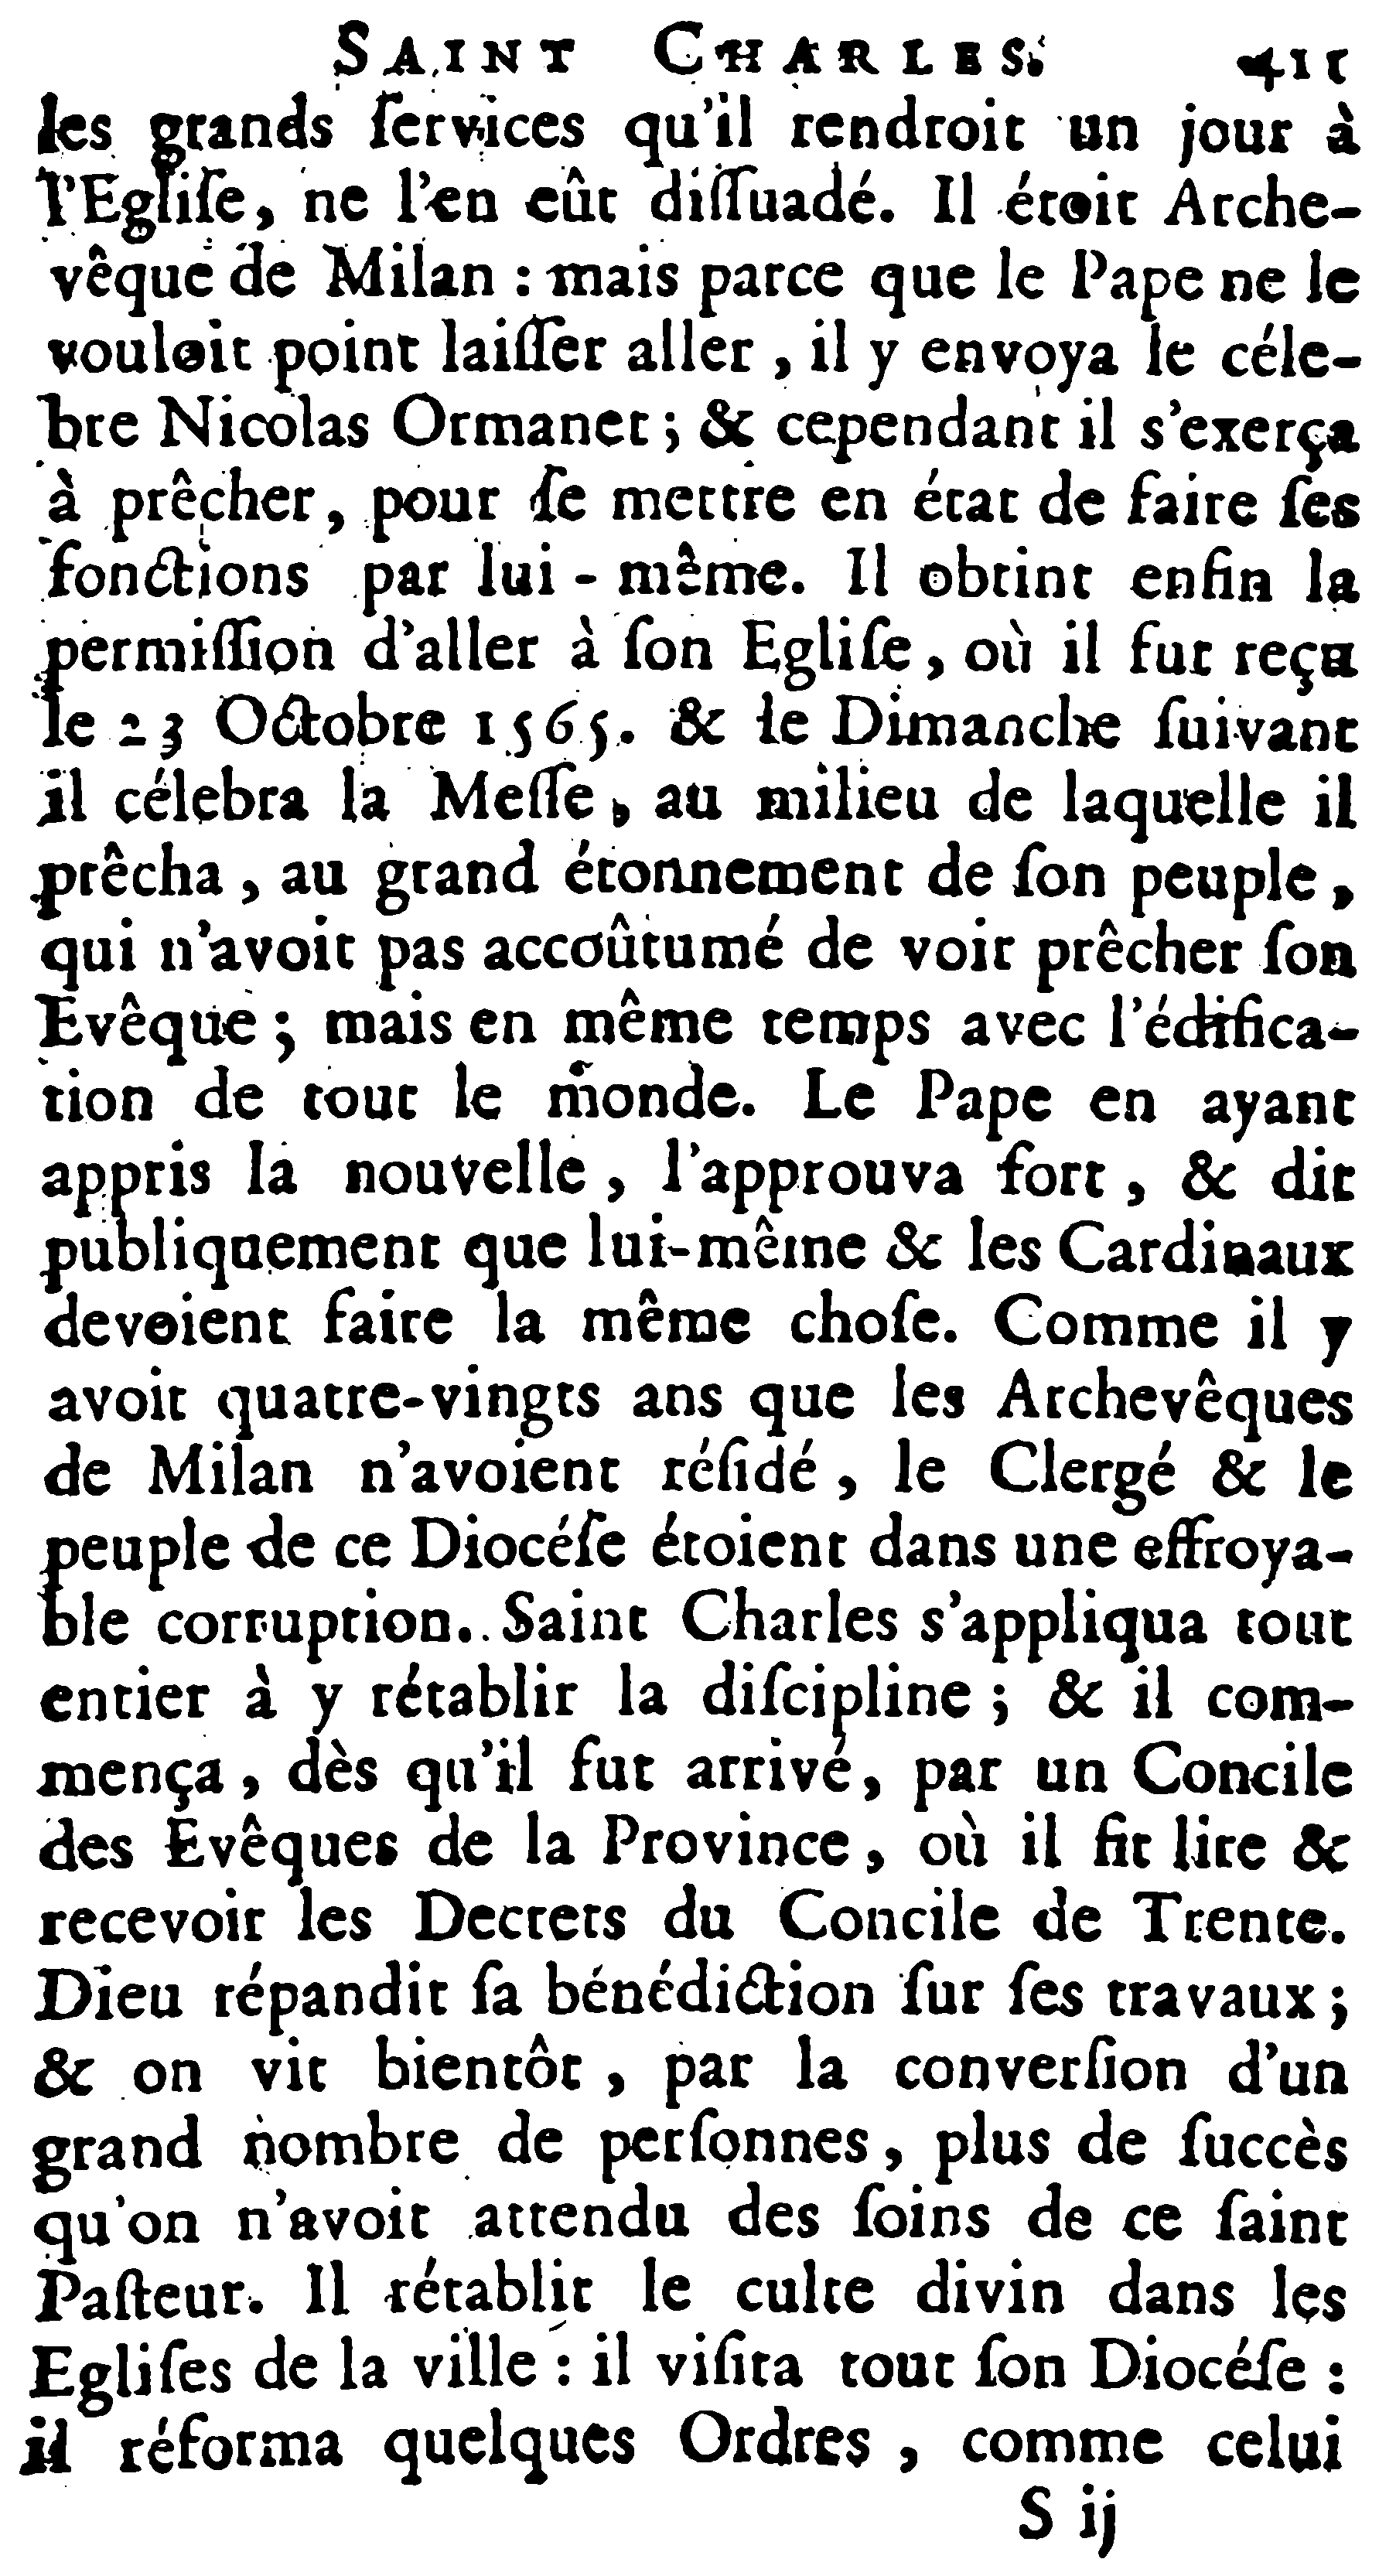 SAINT CHARLES. 411
les grands ſervices qu'il rendroit un jour à
l'Egliſe, ne l'en eût diſſuadé. Il étoit Arche-
vêque de Milan : mais parce que le Pape ne le
vouloit point laiſſer aller , il y envoya le céle-
bre Nicolas Ormanet ; & cependant il s'exerça
à prêcher, pour ſe mettre en état de faire ſes
fonctions par lui - même. Il obtint enfin la
permiſſion d'aller à ſon Egliſe , où il fut reçu
le 23 Octobre 1565. & le Dimanche ſuivant
il célebra la Meſſe , au milieu de laquelle il
prêcha , au grand étonnement de ſon peuple ,
qui n'avoit pas accoûtumé de voir prêcher ſon
Evêque ; mais en même temps avec l'édifica-
tion de tout le monde. Le Pape en ayant
appris la nouvelle , l'approuva fort , & dit
publiquement que lui-même & les Cardinaux
devoient faire la même choſe. Comme il y
avoit quatre-vingts ans que les Archevêques
de Milan n'avoient réſidé , le Clergé & le
peuple de ce Diocéſe étoient dans une effroya-
ble corruption. Saint Charles s'appliqua tout
entier à y rétablir la diſcipline ; & il com-
mença , dès qu'il fut arrivé , par un Concile
des Evêques de la Province , où il fit lire &
recevoir les Decrets du Concile de Trente.
Dieu répandit ſa bénédiction ſur ſes travaux ;
& on vit bientôt , par la converſion d'un
grand nombre de perſonnes , plus de ſuccès
qu'on n'avoit attendu des ſoins de ce ſaint
Paſteur. Il rétablit le culte divin dans les
Egliſes de la ville : il viſita tout ſon Diocéſe :
il réforma quelques Ordres , comme celui
S ij